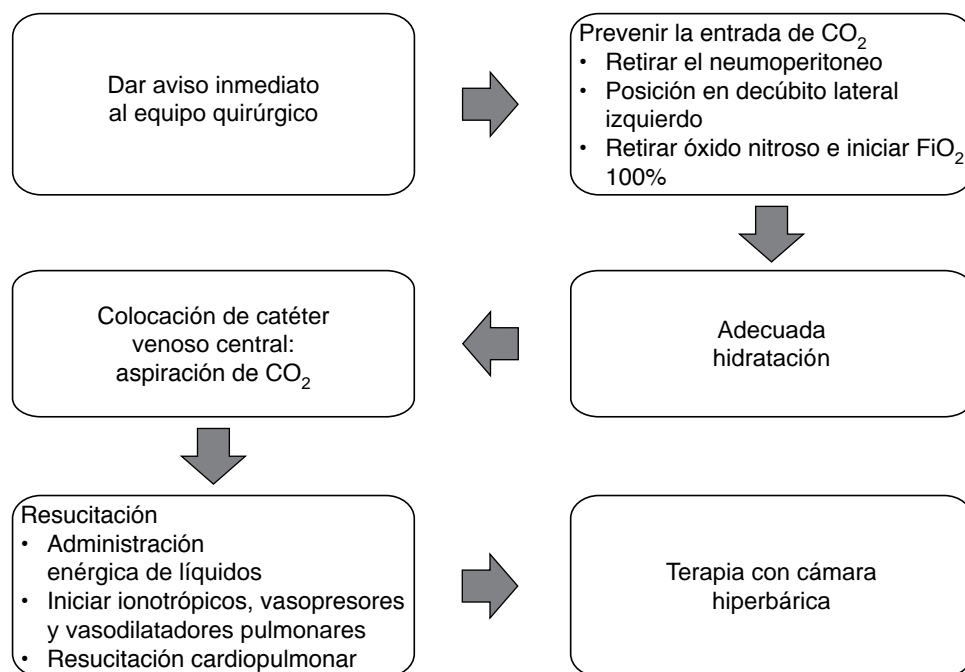 Dar aviso inmediato
al equipo quirúrgico
Prevenir la entrada de CO2
• Retirar el neumoperitoneo
• Posición en decúbito lateral
izquierdo
• Retirar óxido nitroso e iniciar FiO2
100%
Adecuada
hidratación
Colocación de catéter
venoso central:
aspiración de CO2
Resucitación
• Administración
enérgica de líquidos
• Iniciar ionotrópicos, vasopresores
y vasodilatadores pulmonares
• Resucitación cardiopulmonar
Terapia con cámara
hiperbárica